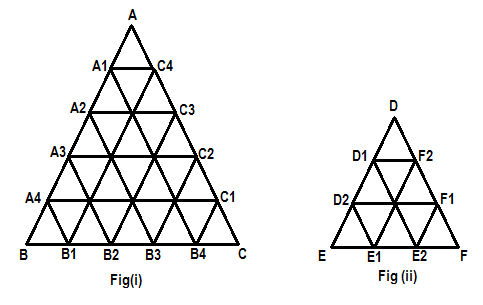 A
A1 C4
A2 C3
A3 C2
A4 C1
B B1 B2 B3 B4 C
Fig(i)
D
D1 F2
D2 F1
E E1 E2 F
Fig (ii)